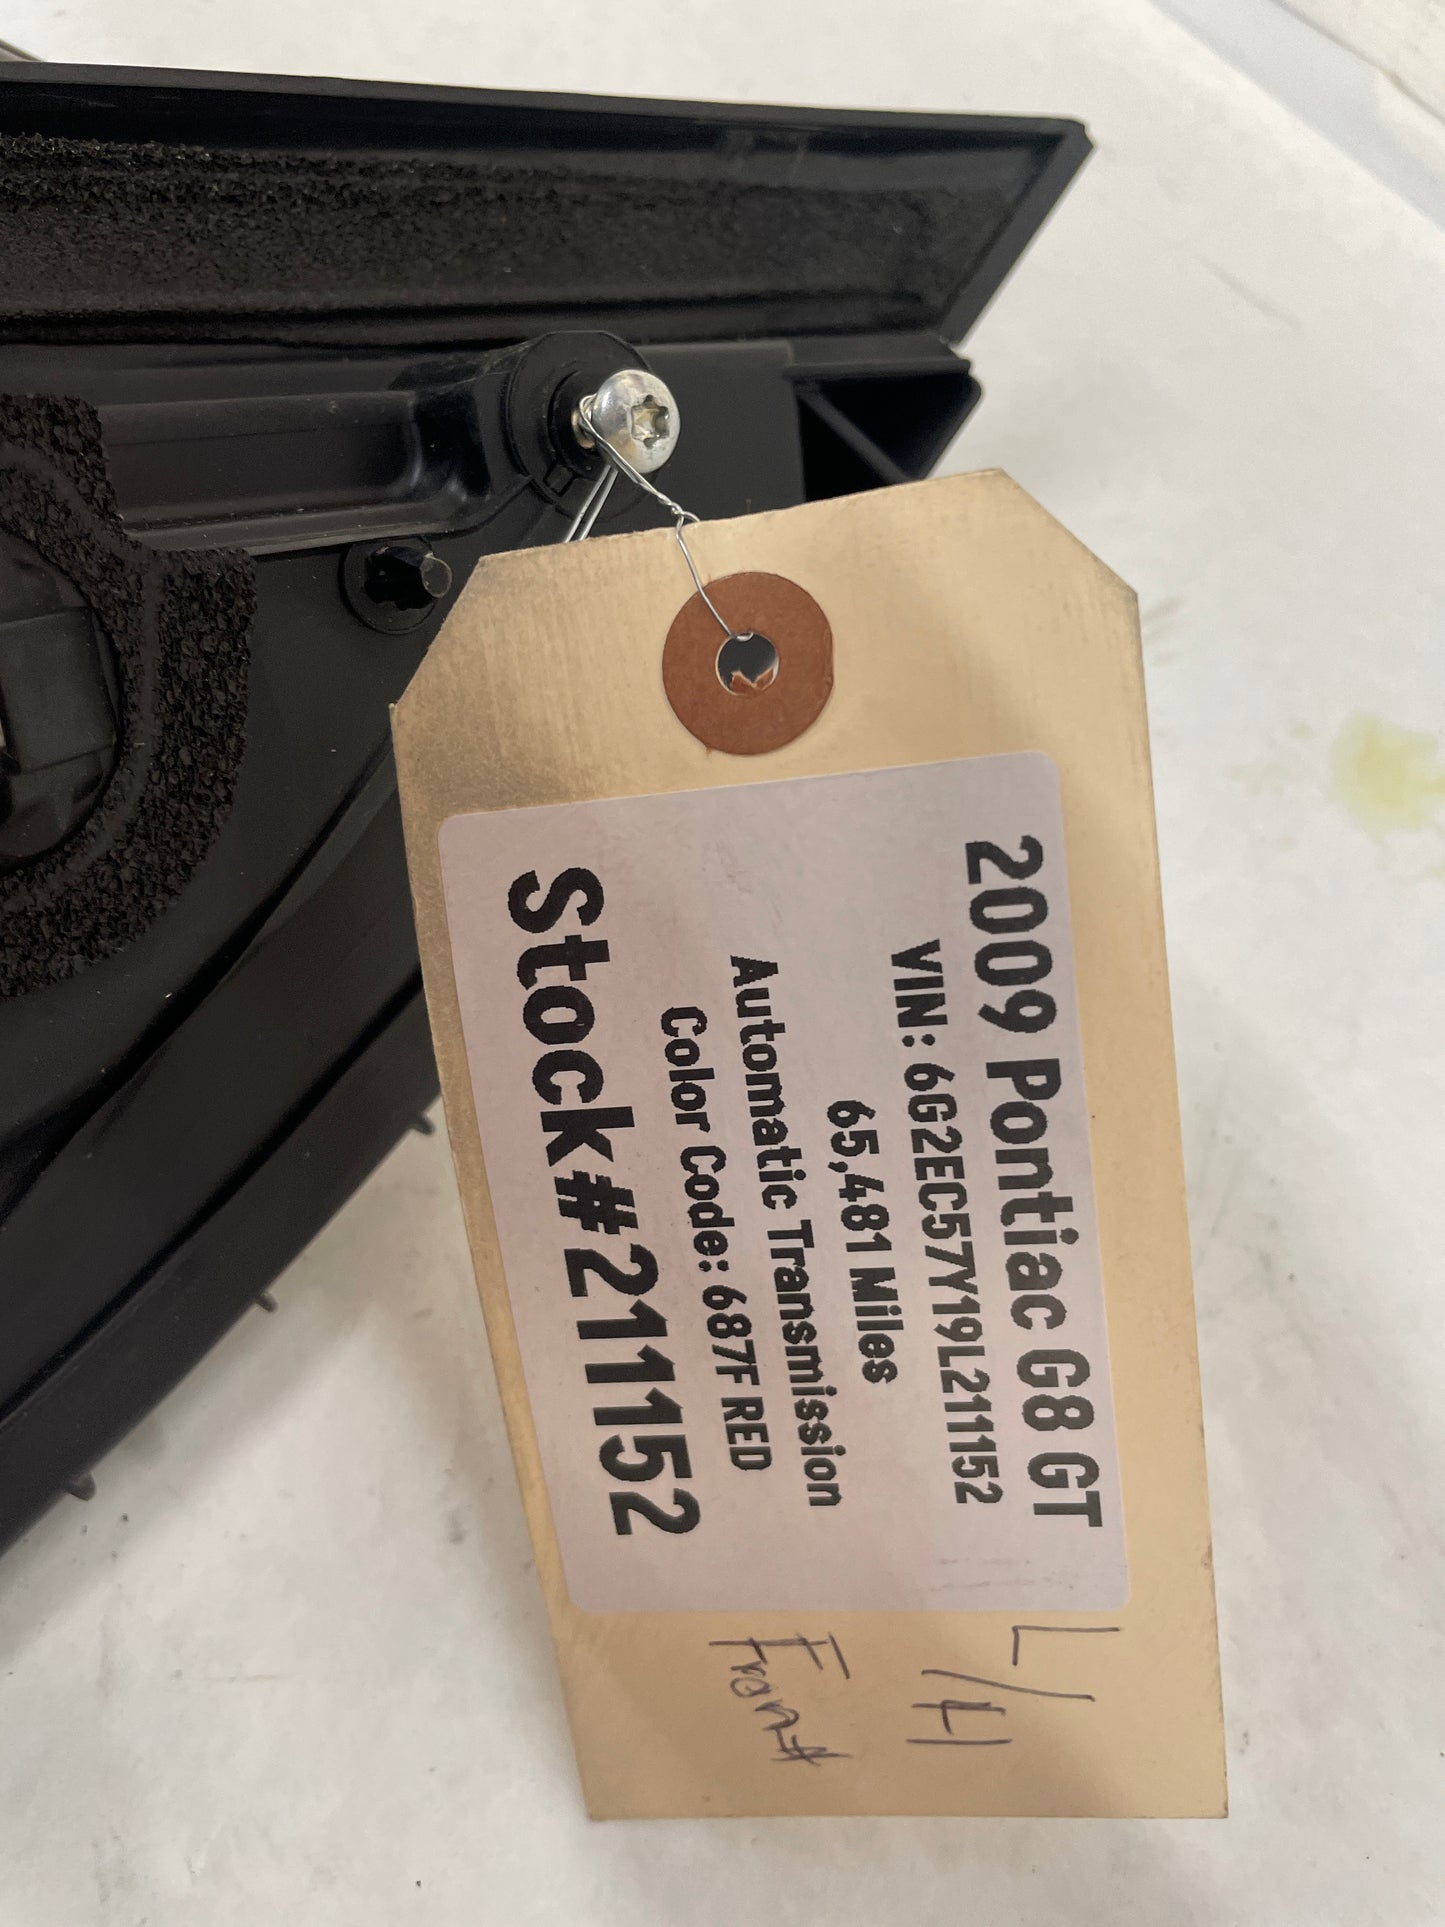 2009 Pontiac G8 GT
VIN: 6G2EC57Y19L211152
65,481 Miles
Automatic Transmission
Color Code: 687F RED
Stock#211152
L/H
Front